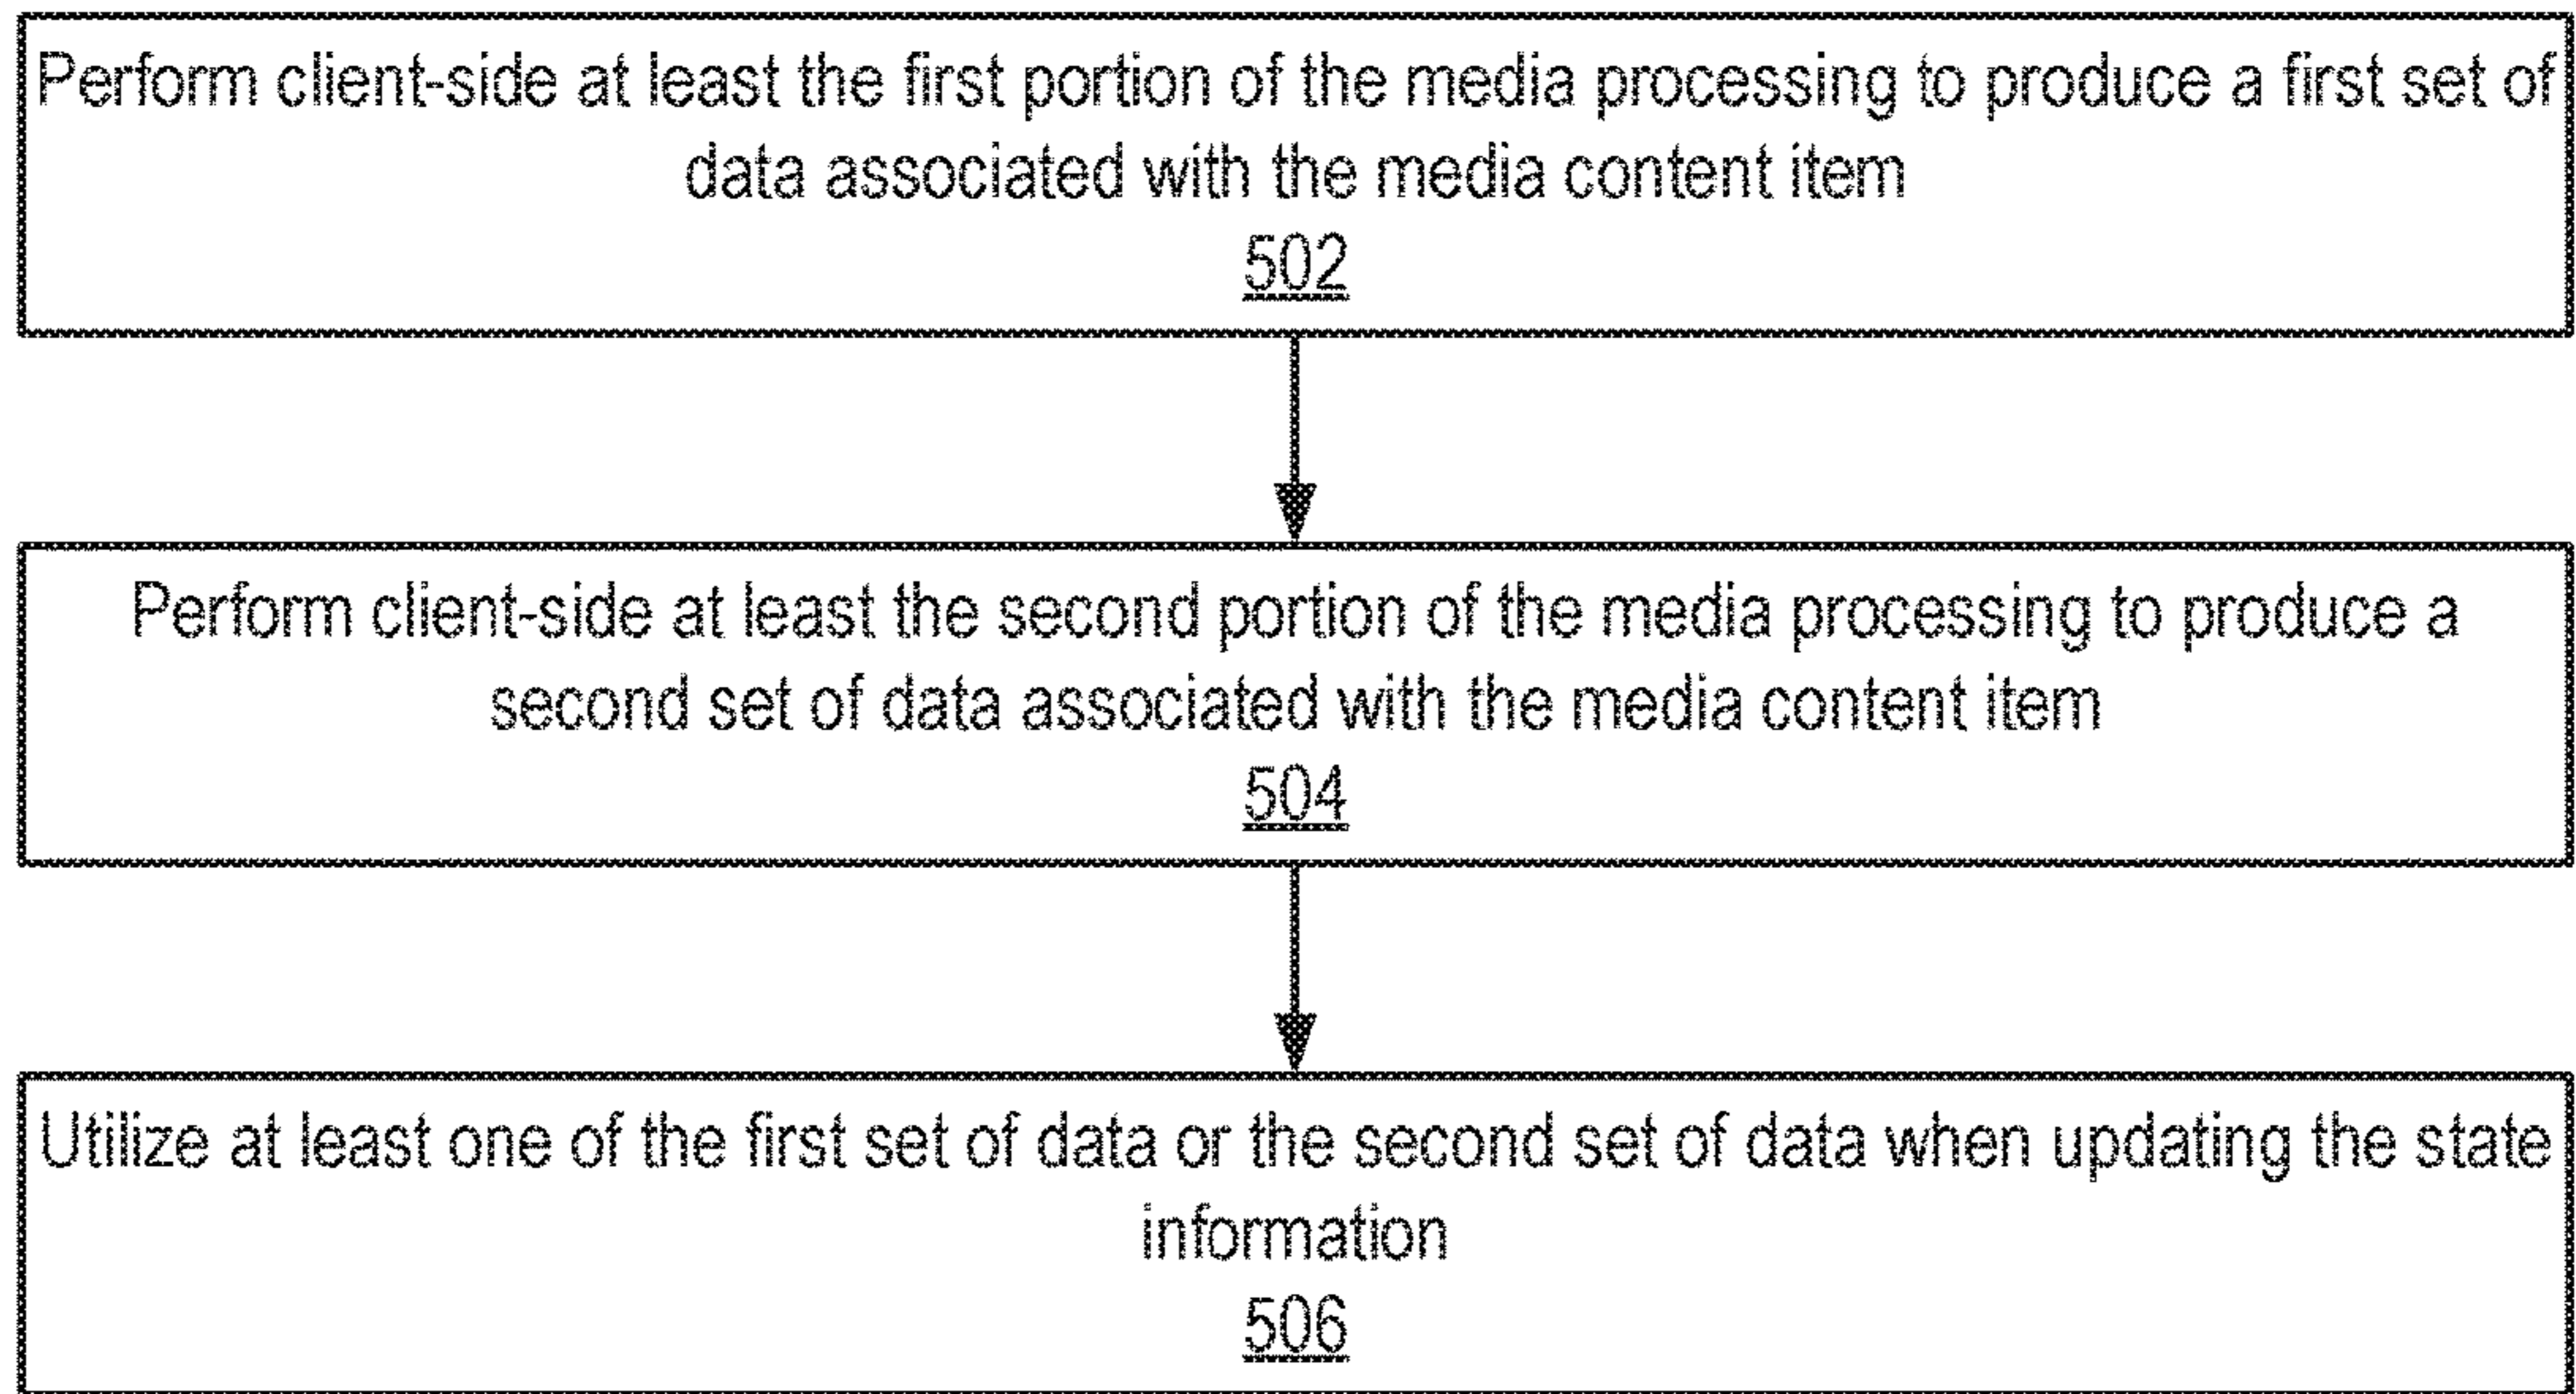 Perform client-side at least the first portion of the media processing to produce a first set of
data associated with the media content item
502
Perform client-side at least the second portion of the media processing to produce a
second set of data associated with the media content item
504
Utilize at least one of the first set of data or the second set of data when updating the state
information
506